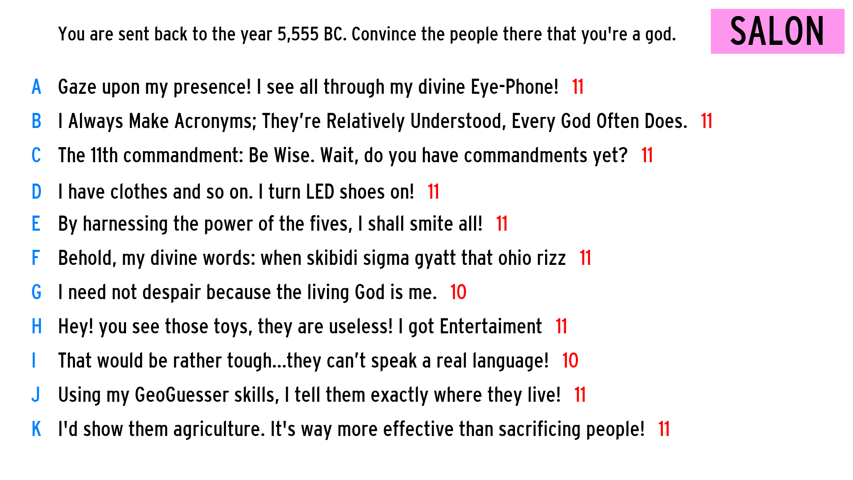 You are sent back to the year 5,555 BC. Convince the people there that you're a god. SALON
A Gaze upon my presence! I see all through my divine Eye-Phone! 11
B I Always Make Acronyms; They're Relatively Understood, Every God Often Does. 11
C The 11th commandment: Be Wise. Wait, do you have commandments yet? 11
D I have clothes and so on. I turn LED shoes on! 11
E By harnessing the power of the fives, I shall smite all! 11
F Behold, my divine words: when skibidi sigma gyatt that ohio rizz 11
G I need not despair because the living God is me. 10
H Hey! you see those toys, they are useless! I got Entertaiment 11
I That would be rather tough...they can't speak a real language! 10
J Using my GeoGuesser skills, I tell them exactly where they live! 11
K I'd show them agriculture. It's way more effective than sacrificing people! 11